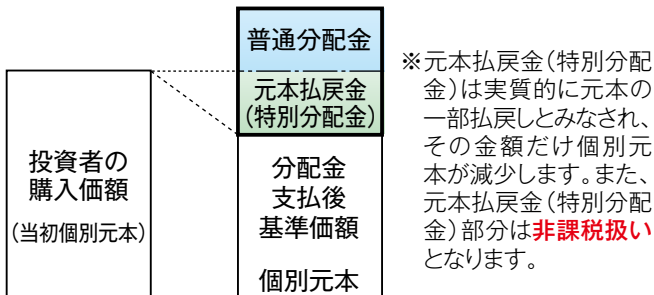 普通分配金
元本払戻金
(特別分配金)
投資者の
購入価額
(当初個別元本)
分配金
支払後
基準価額
個別元本
※元本払戻金(特別分配
金)は実質的に元本の
一部払戻しとみなされ、
その金額だけ個別元
本が減少します。また、
元本払戻金(特別分配
金)部分は非課税扱い
となります。